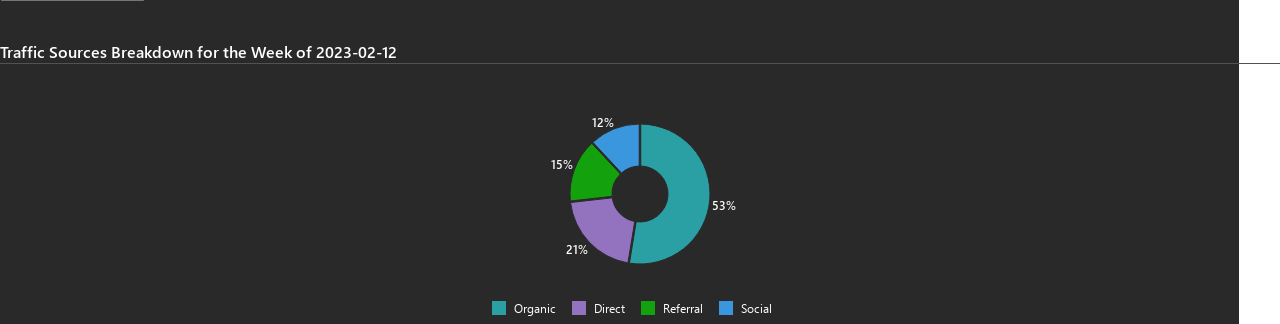 Traffic Sources Breakdown for the Week of 2023-02-12
12%
15%
53%
21%
Organic Direct Referral Social